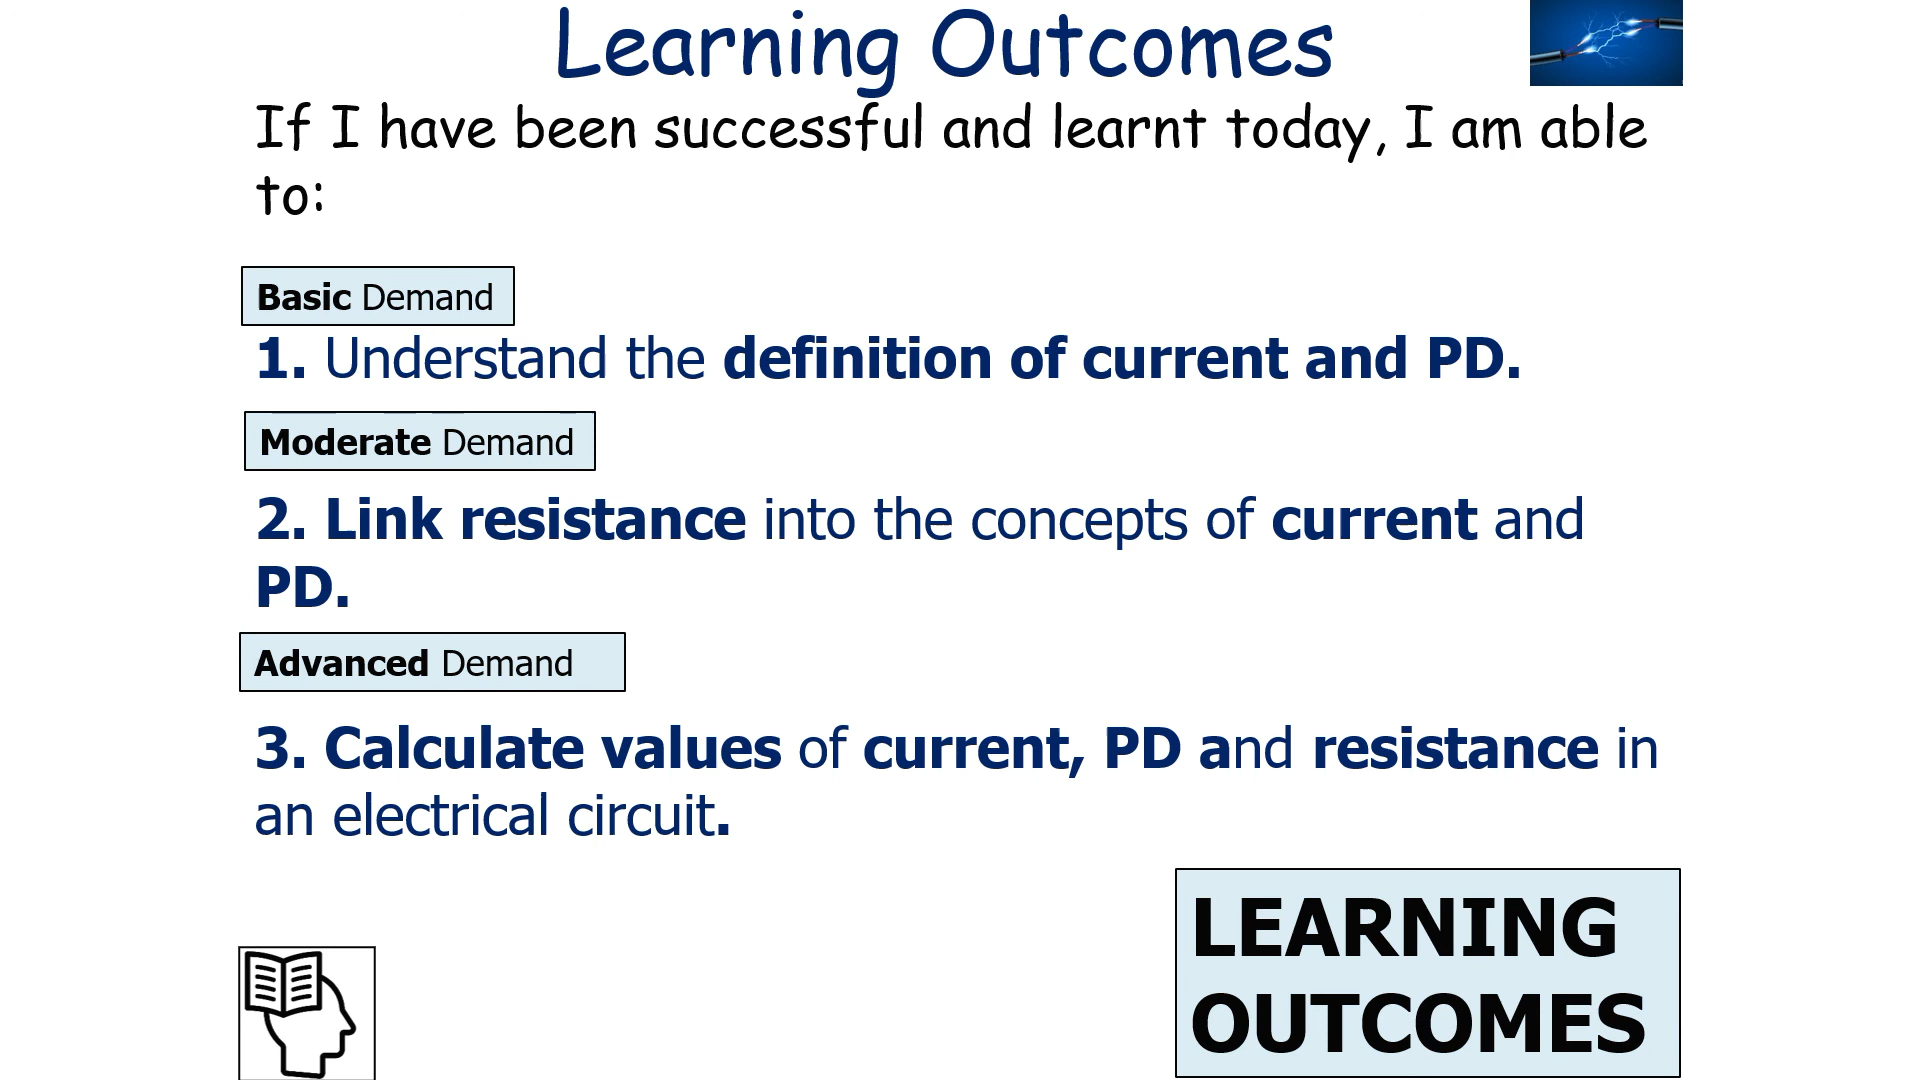 Learning Outcomes
If I have been successful and learnt today, I am able
to:
Basic Demand
1. Understand the definition of current and PD.
Moderate Demand
2. Link resistance into the concepts of current and
PD.
Advanced Demand
3. Calculate values of current, PD and resistance in
an electrical circuit.
LEARNING
OUTCOMES